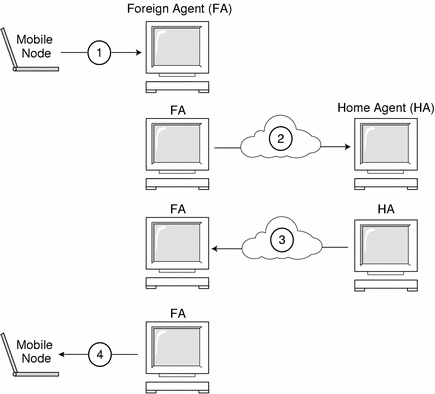 Foreign Agent (FA)
Mobile
Node
1
FA
Home Agent (HA)
2
FA
HA
3
FA
Mobile
Node
4